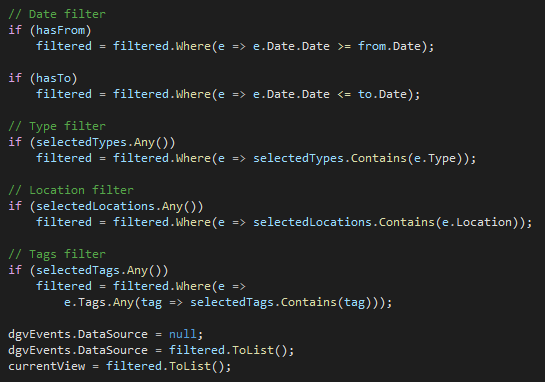 // Date filter
if (hasFrom)
    filtered = filtered.Where(e => e.Date.Date >= from.Date);

if (hasTo)
    filtered = filtered.Where(e => e.Date.Date <= to.Date);

// Type filter
if (selectedTypes.Any())
    filtered = filtered.Where(e => selectedTypes.Contains(e.Type));

// Location filter
if (selectedLocations.Any())
    filtered = filtered.Where(e => selectedLocations.Contains(e.Location));

// Tags filter
if (selectedTags.Any())
    filtered = filtered.Where(e =>
        e.Tags.Any(tag => selectedTags.Contains(tag)));

dgvEvents.DataSource = null;
dgvEvents.DataSource = filtered.ToList();
currentView = filtered.ToList();